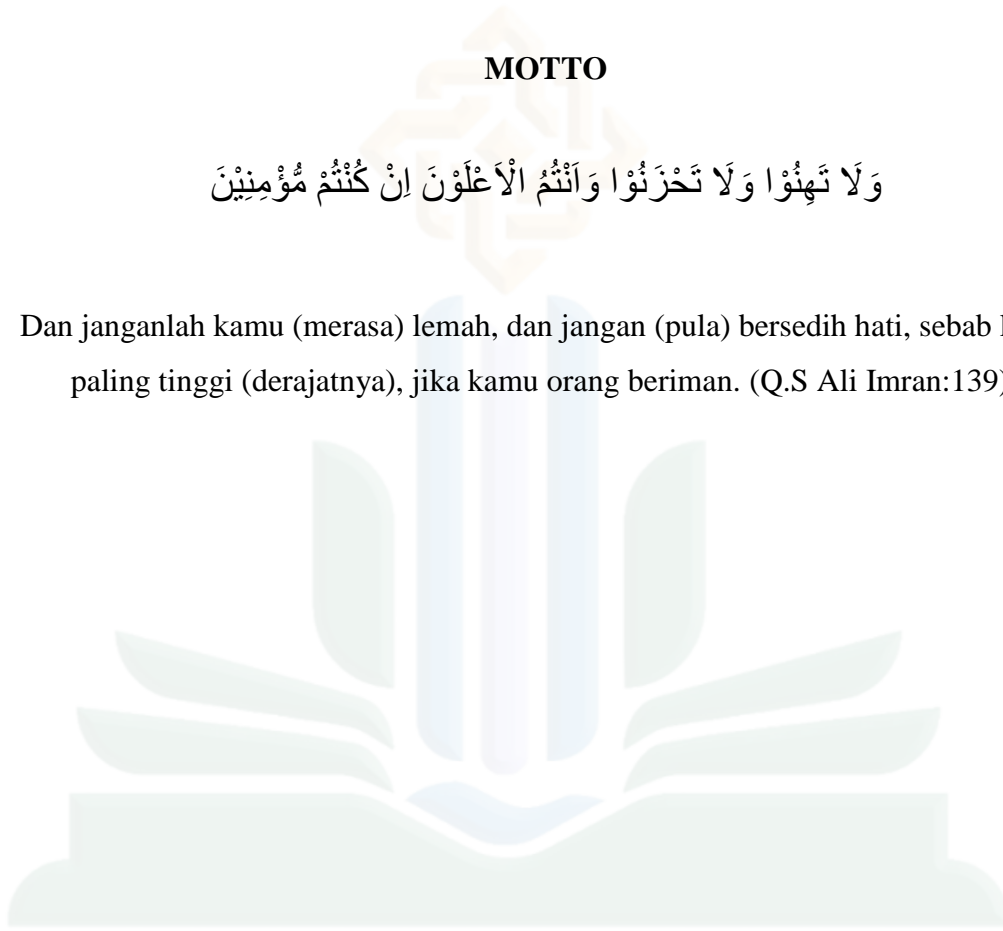 MOTTO
وَلَا تَهِنُوْا وَلَا تَحْزَنُوْا وَاَنْتُمُ الْاَعْلَوْنَ اِنْ كُنْتُمْ مُّؤْمِنِيْنَ
Dan janganlah kamu (merasa) lemah, dan jangan (pula) bersedih hati, sebab
paling tinggi (derajatnya), jika kamu orang beriman. (Q.S Ali Imran:139)